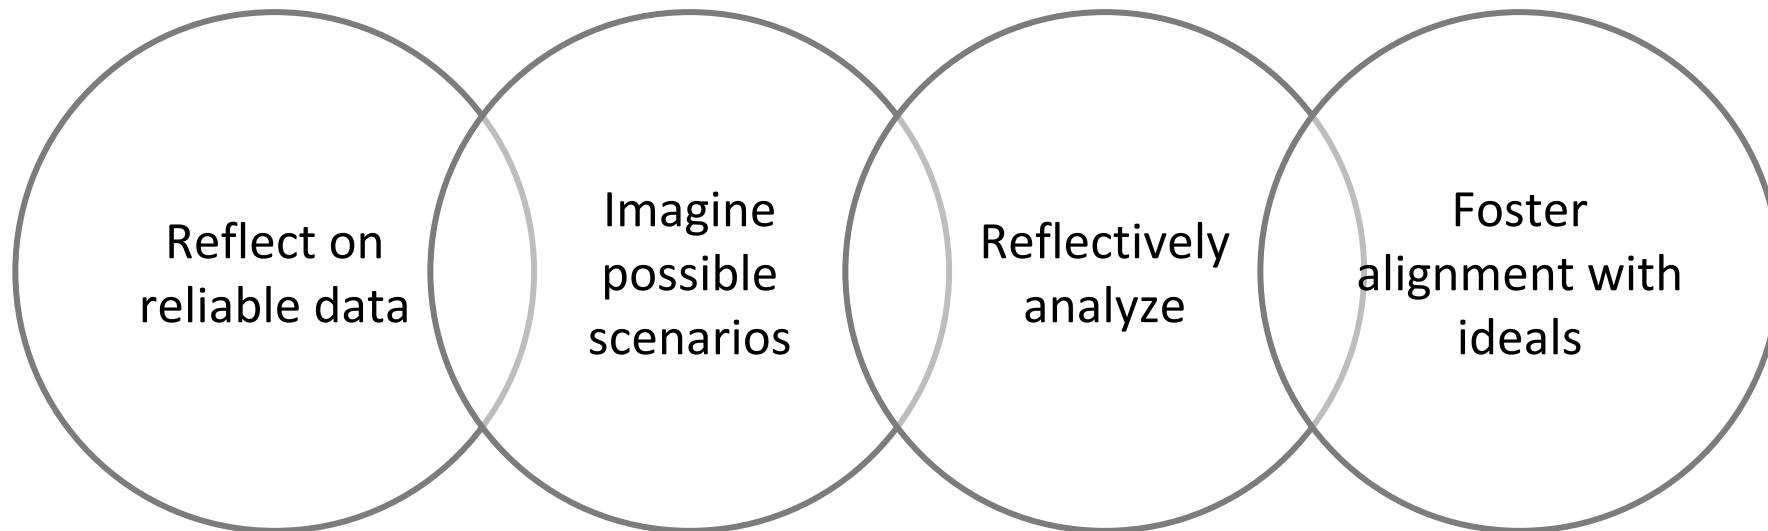 Reflect on
reliable data
Imagine
possible
scenarios
Reflectively
analyze
Foster
alignment with
ideals